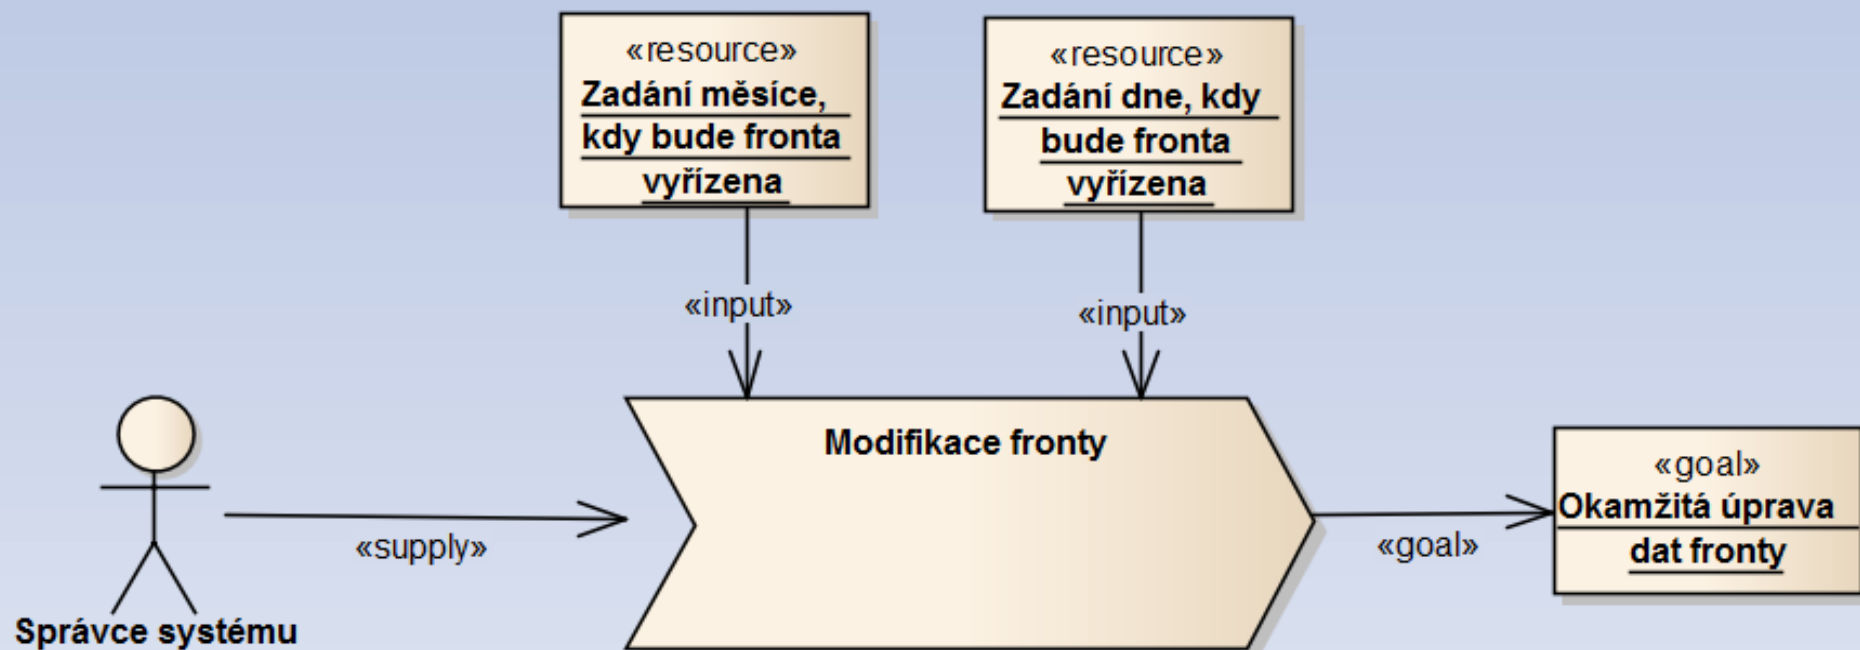 «resource»
Zadání měsíce,
kdy bude fronta
vyřízena
«resource»
Zadání dne, kdy
bude fronta
vyřízena
«input»
«input»
Modifikace fronty
«supply»
Správce systému
«goal»
«goal»
Okamžitá úprava
dat fronty